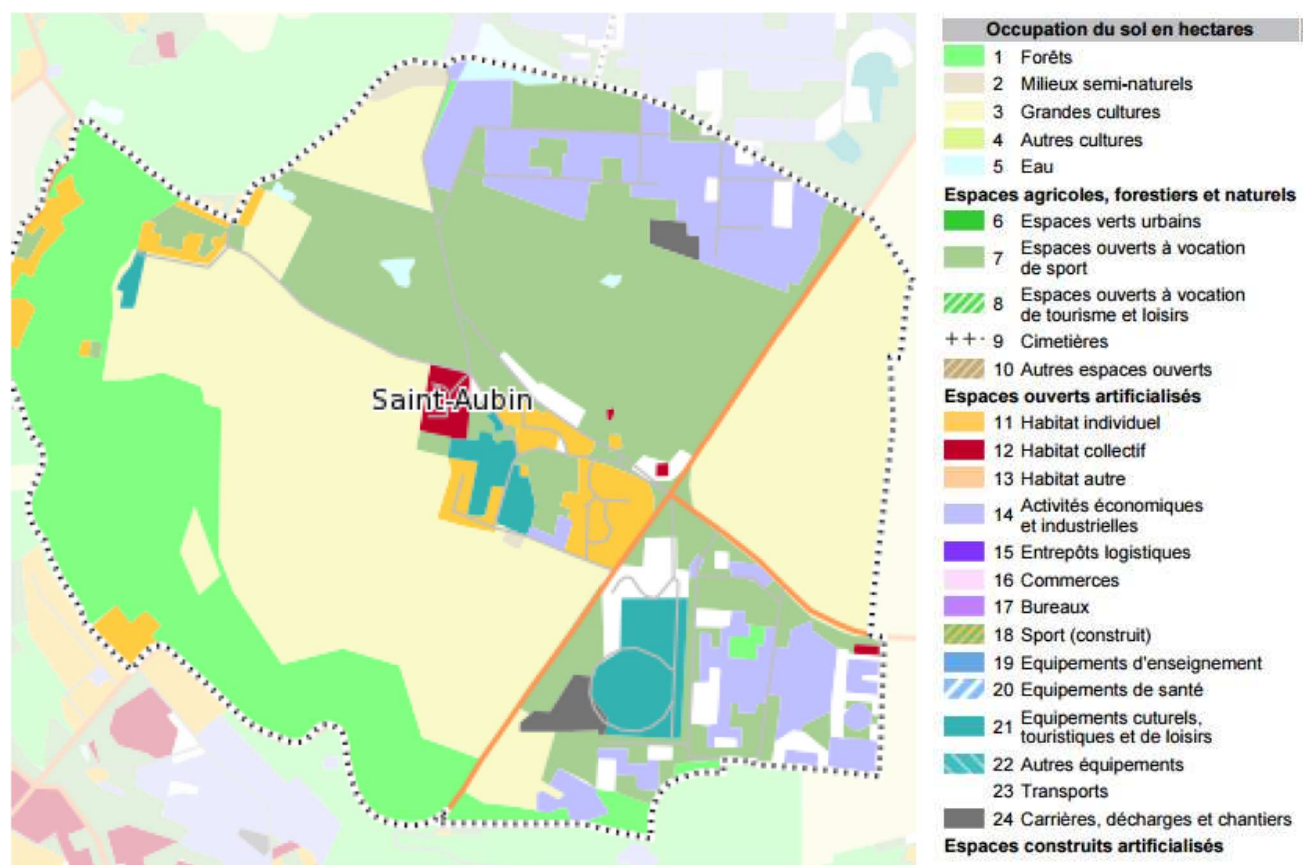 Saint-Aubin
Occupation du sol en hectares
1 Forêts
2 Milieux semi-naturels
3 Grandes cultures
4 Autres cultures
5 Eau
Espaces agricoles, forestiers et naturels
6 Espaces verts urbains
7 Espaces ouverts à vocation
de sport
8 Espaces ouverts à vocation
de tourisme et loisirs
9 Cimetières
10 Autres espaces ouverts
Espaces ouverts artificialisés
11 Habitat individuel
12 Habitat collectif
13 Habitat autre
14 Activités économiques
et industrielles
15 Entrepôts logistiques
16 Commerces
17 Bureaux
18 Sport (construit)
19 Equipements d'enseignement
20 Equipements de santé
21 Equipements cuturels,
touristiques et de loisirs
22 Autres équipements
23 Transports
24 Carrières, décharges et chantiers
Espaces construits artificialisés